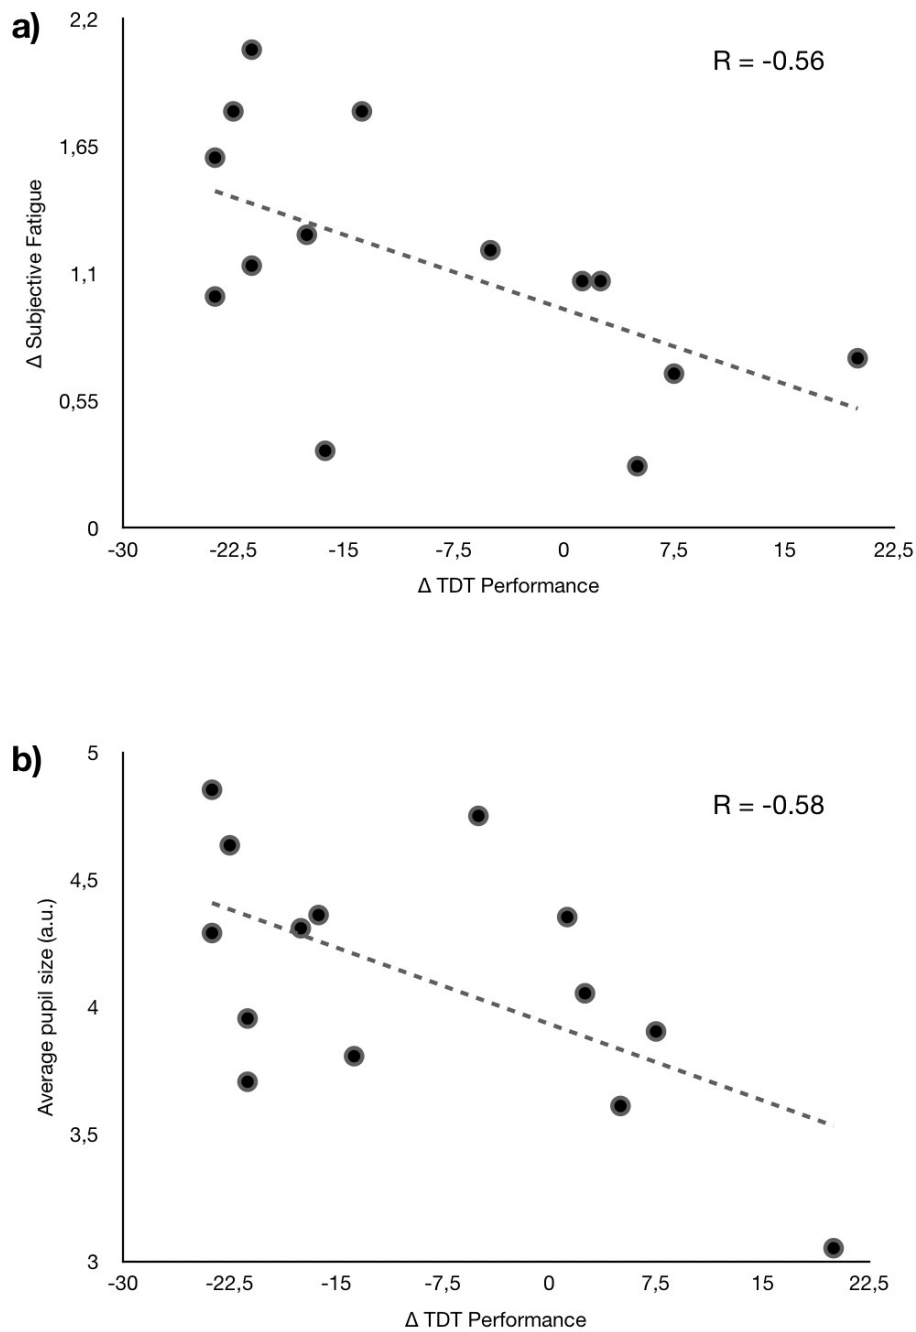 a)
2,2
R = -0.56
1,65
Δ Subjective Fatigue
1,1
0,55
0
-30 -22,5 -15 -7,5 0 7,5 15 22,5
Δ TDT Performance
b)
5
R = -0.58
4,5
Average pupil size (a.u.)
4
3,5
3
-30 -22,5 -15 -7,5 0 7,5 15 22,5
Δ TDT Performance